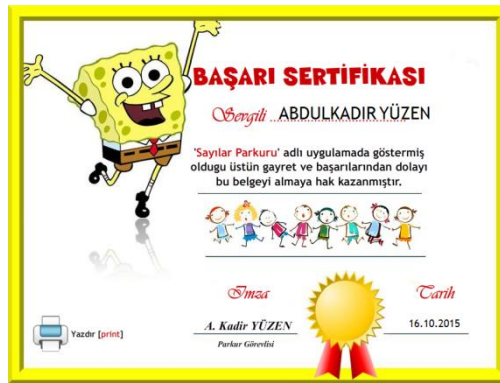 BAŞARI SERTİFİKASI
Sevgili ABDULKADIR YÜZEN
'Sayılar Parkuru' adlı uygulamada göstermiş
oldugu üstün gayret ve başarılarından dolayı
bu belgeyi almaya hak kazanmıştır.
Imza
Tarih
A. Kadir YÜZEN
16.10.2015
Parkur Görevlisi
Yazdır [print]